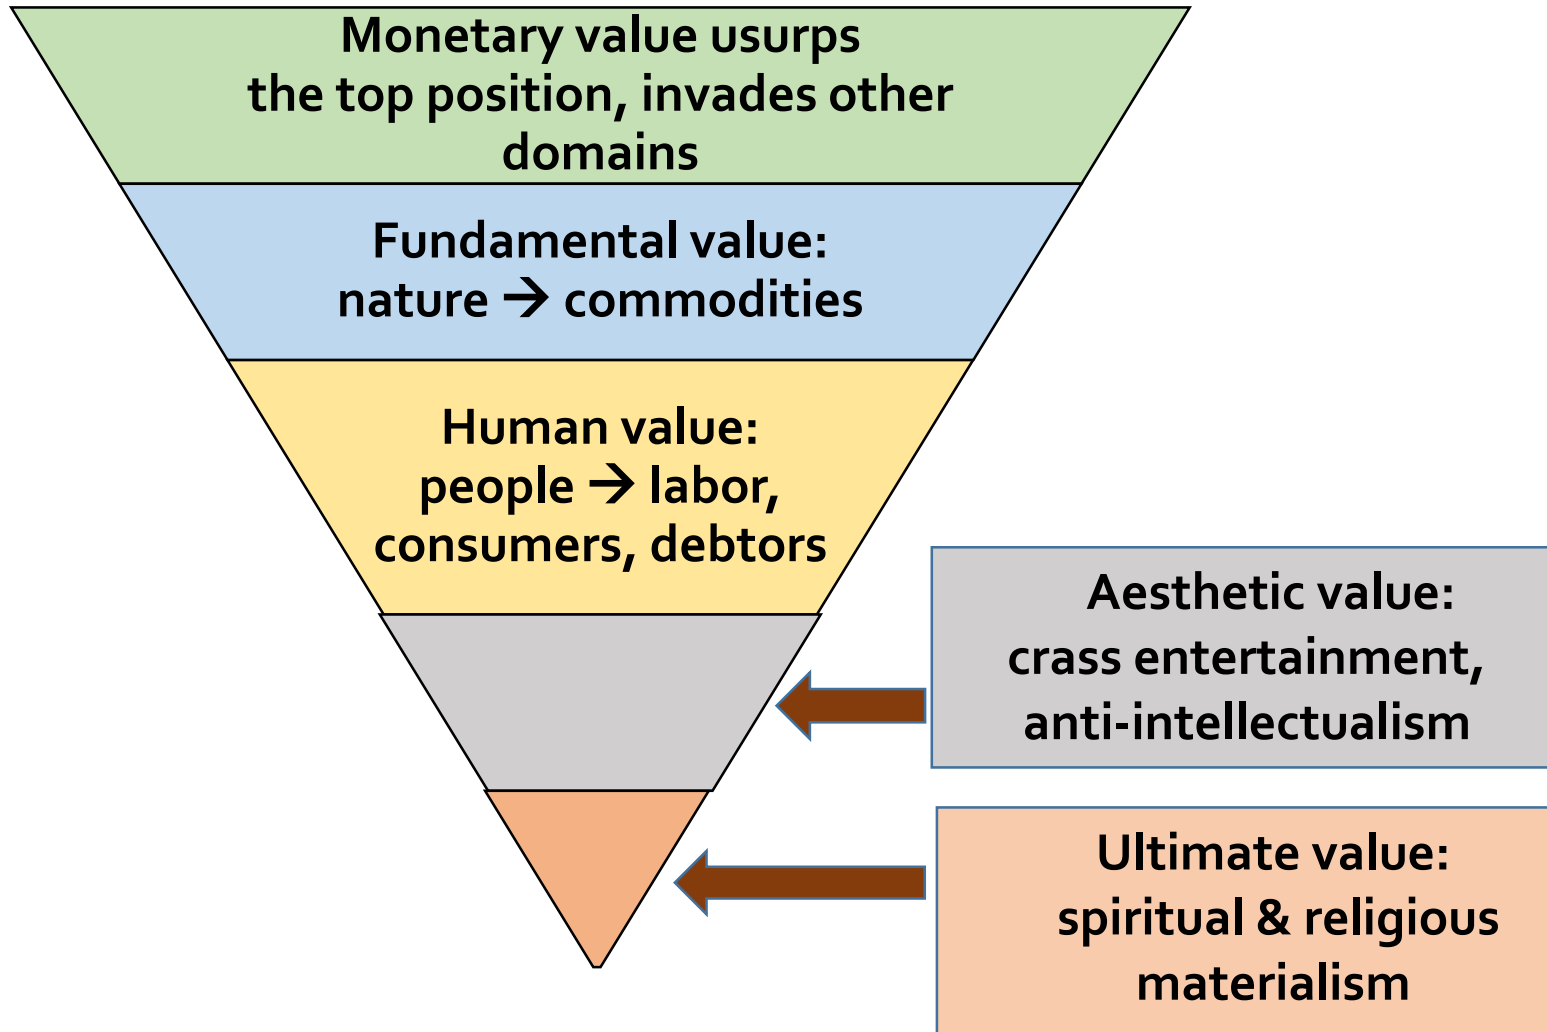 Monetary value usurps
the top position, invades other
domains
Fundamental value:
nature → commodities
Human value:
people → labor,
consumers, debtors
Aesthetic value:
crass entertainment,
anti-intellectualism
Ultimate value:
spiritual & religious
materialism